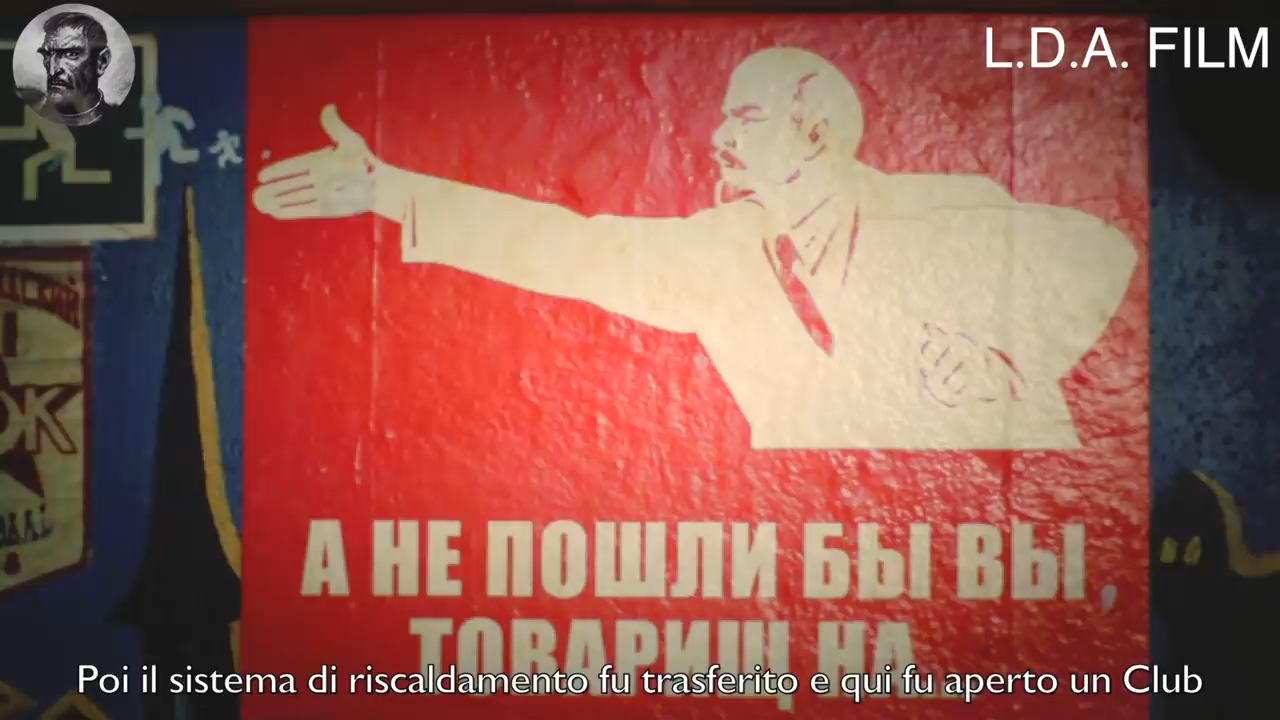 L.D.A. FILM
ОК
А НЕ ПОШЛИ БЫ ВЫ,
ТОВАРИЩ НА...
Poi il sistema di riscaldamento fu trasferito e qui fu aperto un Club